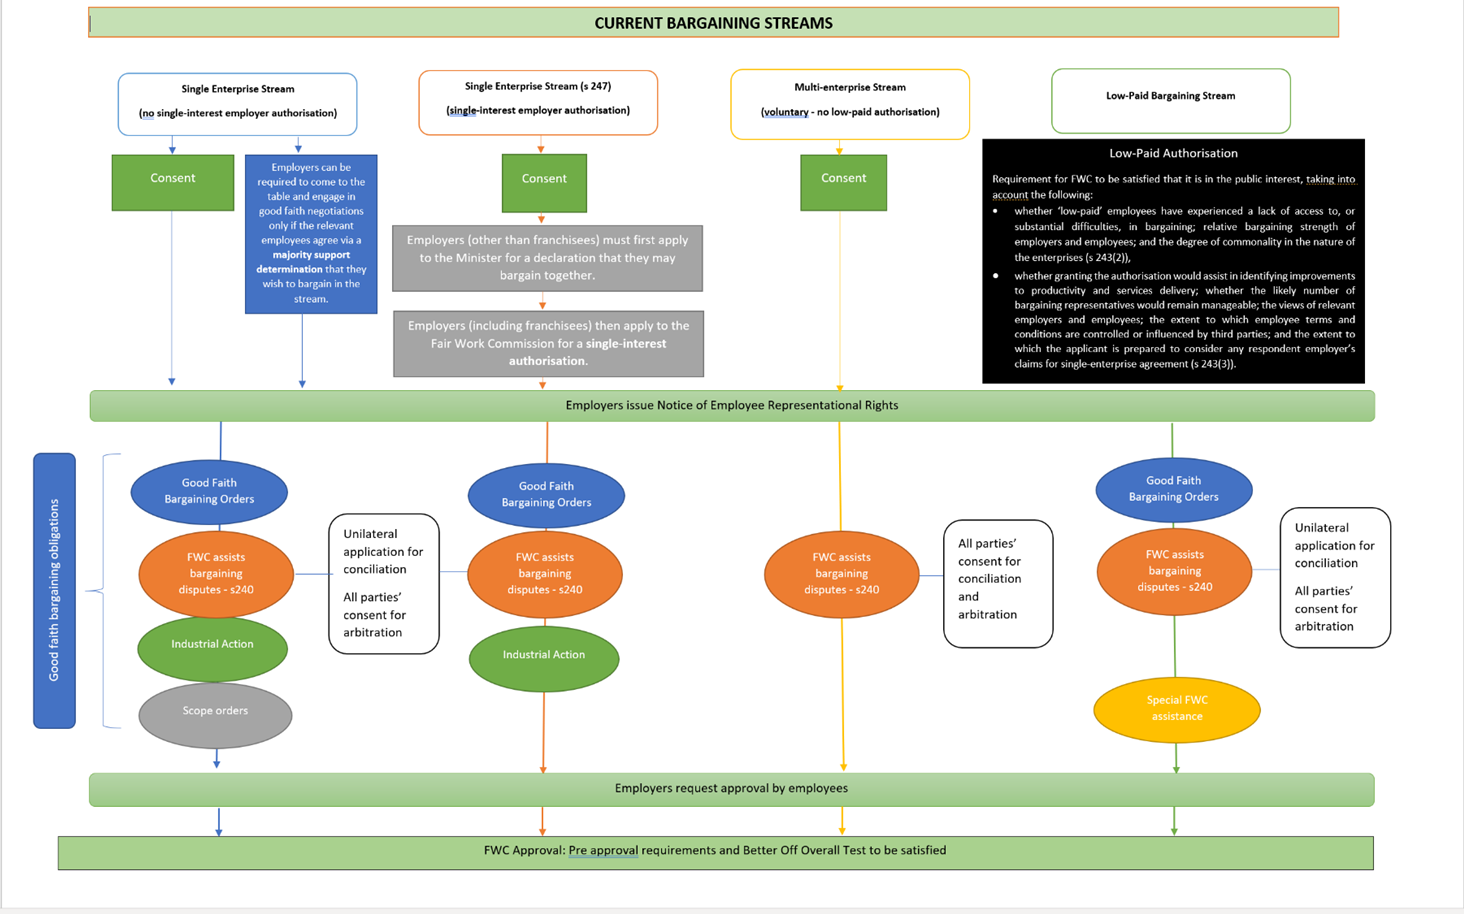 CURRENT BARGAINING STREAMS
Single Enterprise Stream
(no single-interest employer authorisation)
Single Enterprise Stream (s 247)
(single-interest employer authorisation)
Multi-enterprise Stream
(voluntary - no low-paid authorisation)
Low-Paid Bargaining Stream
Consent
Employers can be
required to come to the
table and engage in
good faith negotiations
only if the relevant
employees agree via a
majority support
determination that they
wish to bargain in the
stream.
Consent
Employers (other than franchisees) must first apply
to the Minister for a declaration that they may
bargain together.
Employers (including franchisees) then apply to the
Fair Work Commission for a single-interest
authorisation.
Consent
Low-Paid Authorisation
Requirement for FWC to be satisfied that it is in the public interest, taking into
account the following:
• whether ‘low-paid’ employees have experienced a lack of access to, or
substantial difficulties, in bargaining; relative bargaining strength of
employers and employees; and the degree of commonality in the nature of
the enterprises (s 243(2)),
• whether granting the authorisation would assist in identifying improvements
to productivity and services delivery; whether the likely number of
bargaining representatives would remain manageable; the views of relevant
employers and employees; the extent to which employee terms and
conditions are controlled or influenced by third parties; and the extent to
which the applicant is prepared to consider any respondent employer’s
claims for single-enterprise agreement (s 243(3)).
Employers issue Notice of Employee Representational Rights
Good faith bargaining obligations
Good Faith
Bargaining Orders
FWC assists
bargaining
disputes - s240
Industrial Action
Scope orders
Unilateral
application for
conciliation
All parties’
consent for
arbitration
Good Faith
Bargaining Orders
FWC assists
bargaining
disputes - s240
Industrial Action
FWC assists
bargaining
disputes - s240
All parties’
consent for
conciliation
and
arbitration
Good Faith
Bargaining Orders
FWC assists
bargaining
disputes - s240
Special FWC
assistance
Unilateral
application for
conciliation
All parties’
consent for
arbitration
Employers request approval by employees
FWC Approval: Pre approval requirements and Better Off Overall Test to be satisfied